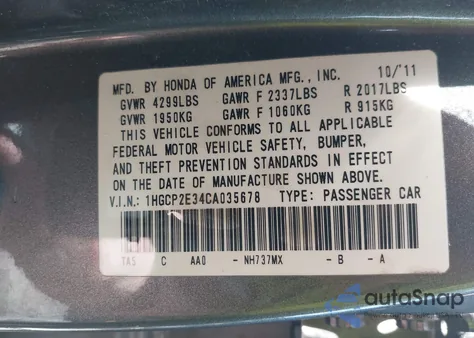 MFD. BY HONDA OF AMERICA MFG., INC. 10/'11
GVWR 4299LBS GAWR F 2337LBS R 2017LBS
GVWR 1950KG GAWR F 1060KG R 915KG
THIS VEHICLE CONFORMS TO ALL APPLICABLE
FEDERAL MOTOR VEHICLE SAFETY, BUMPER,
AND THEFT PREVENTION STANDARDS IN EFFECT
ON THE DATE OF MANUFACTURE SHOWN ABOVE.
V.I.N.: 1HGCP2E34CA035678 TYPE: PASSENGER CAR
TA5 C AA0 - NH737MX - B - A
autoSnap